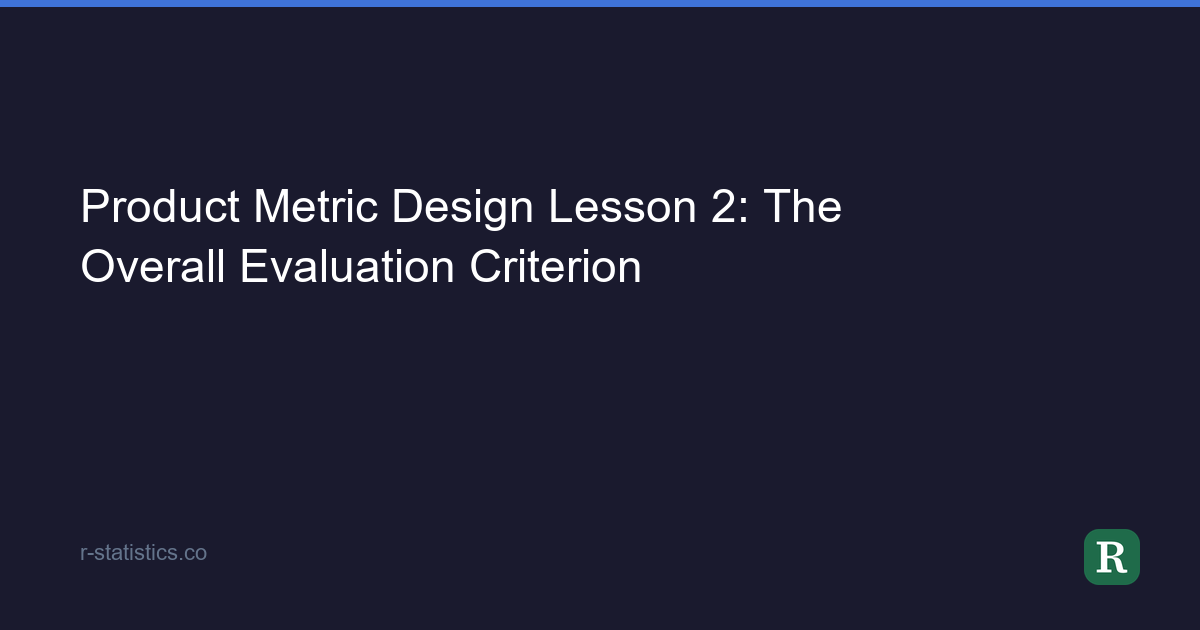 Product Metric Design Lesson 2: The
Overall Evaluation Criterion
r-statistics.co
R